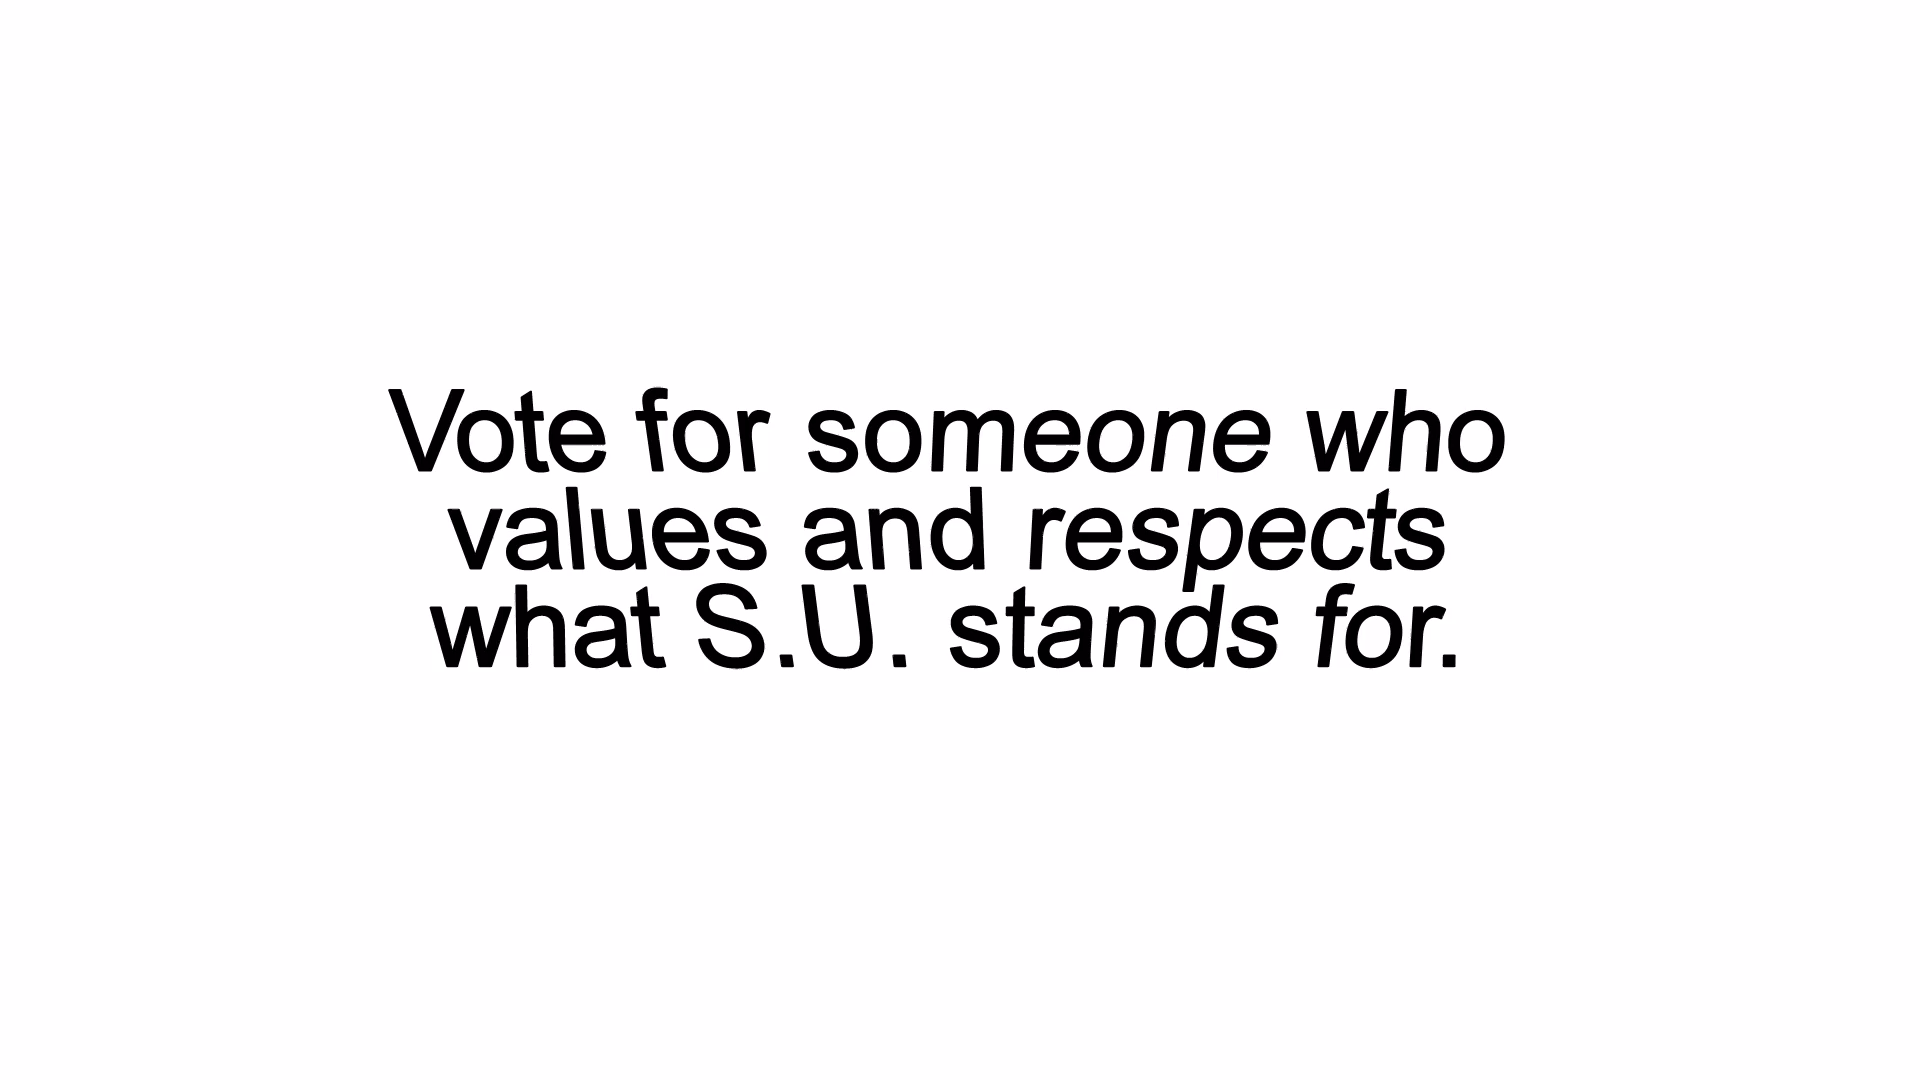 Vote for someone who
values and respects
what S.U. stands for.